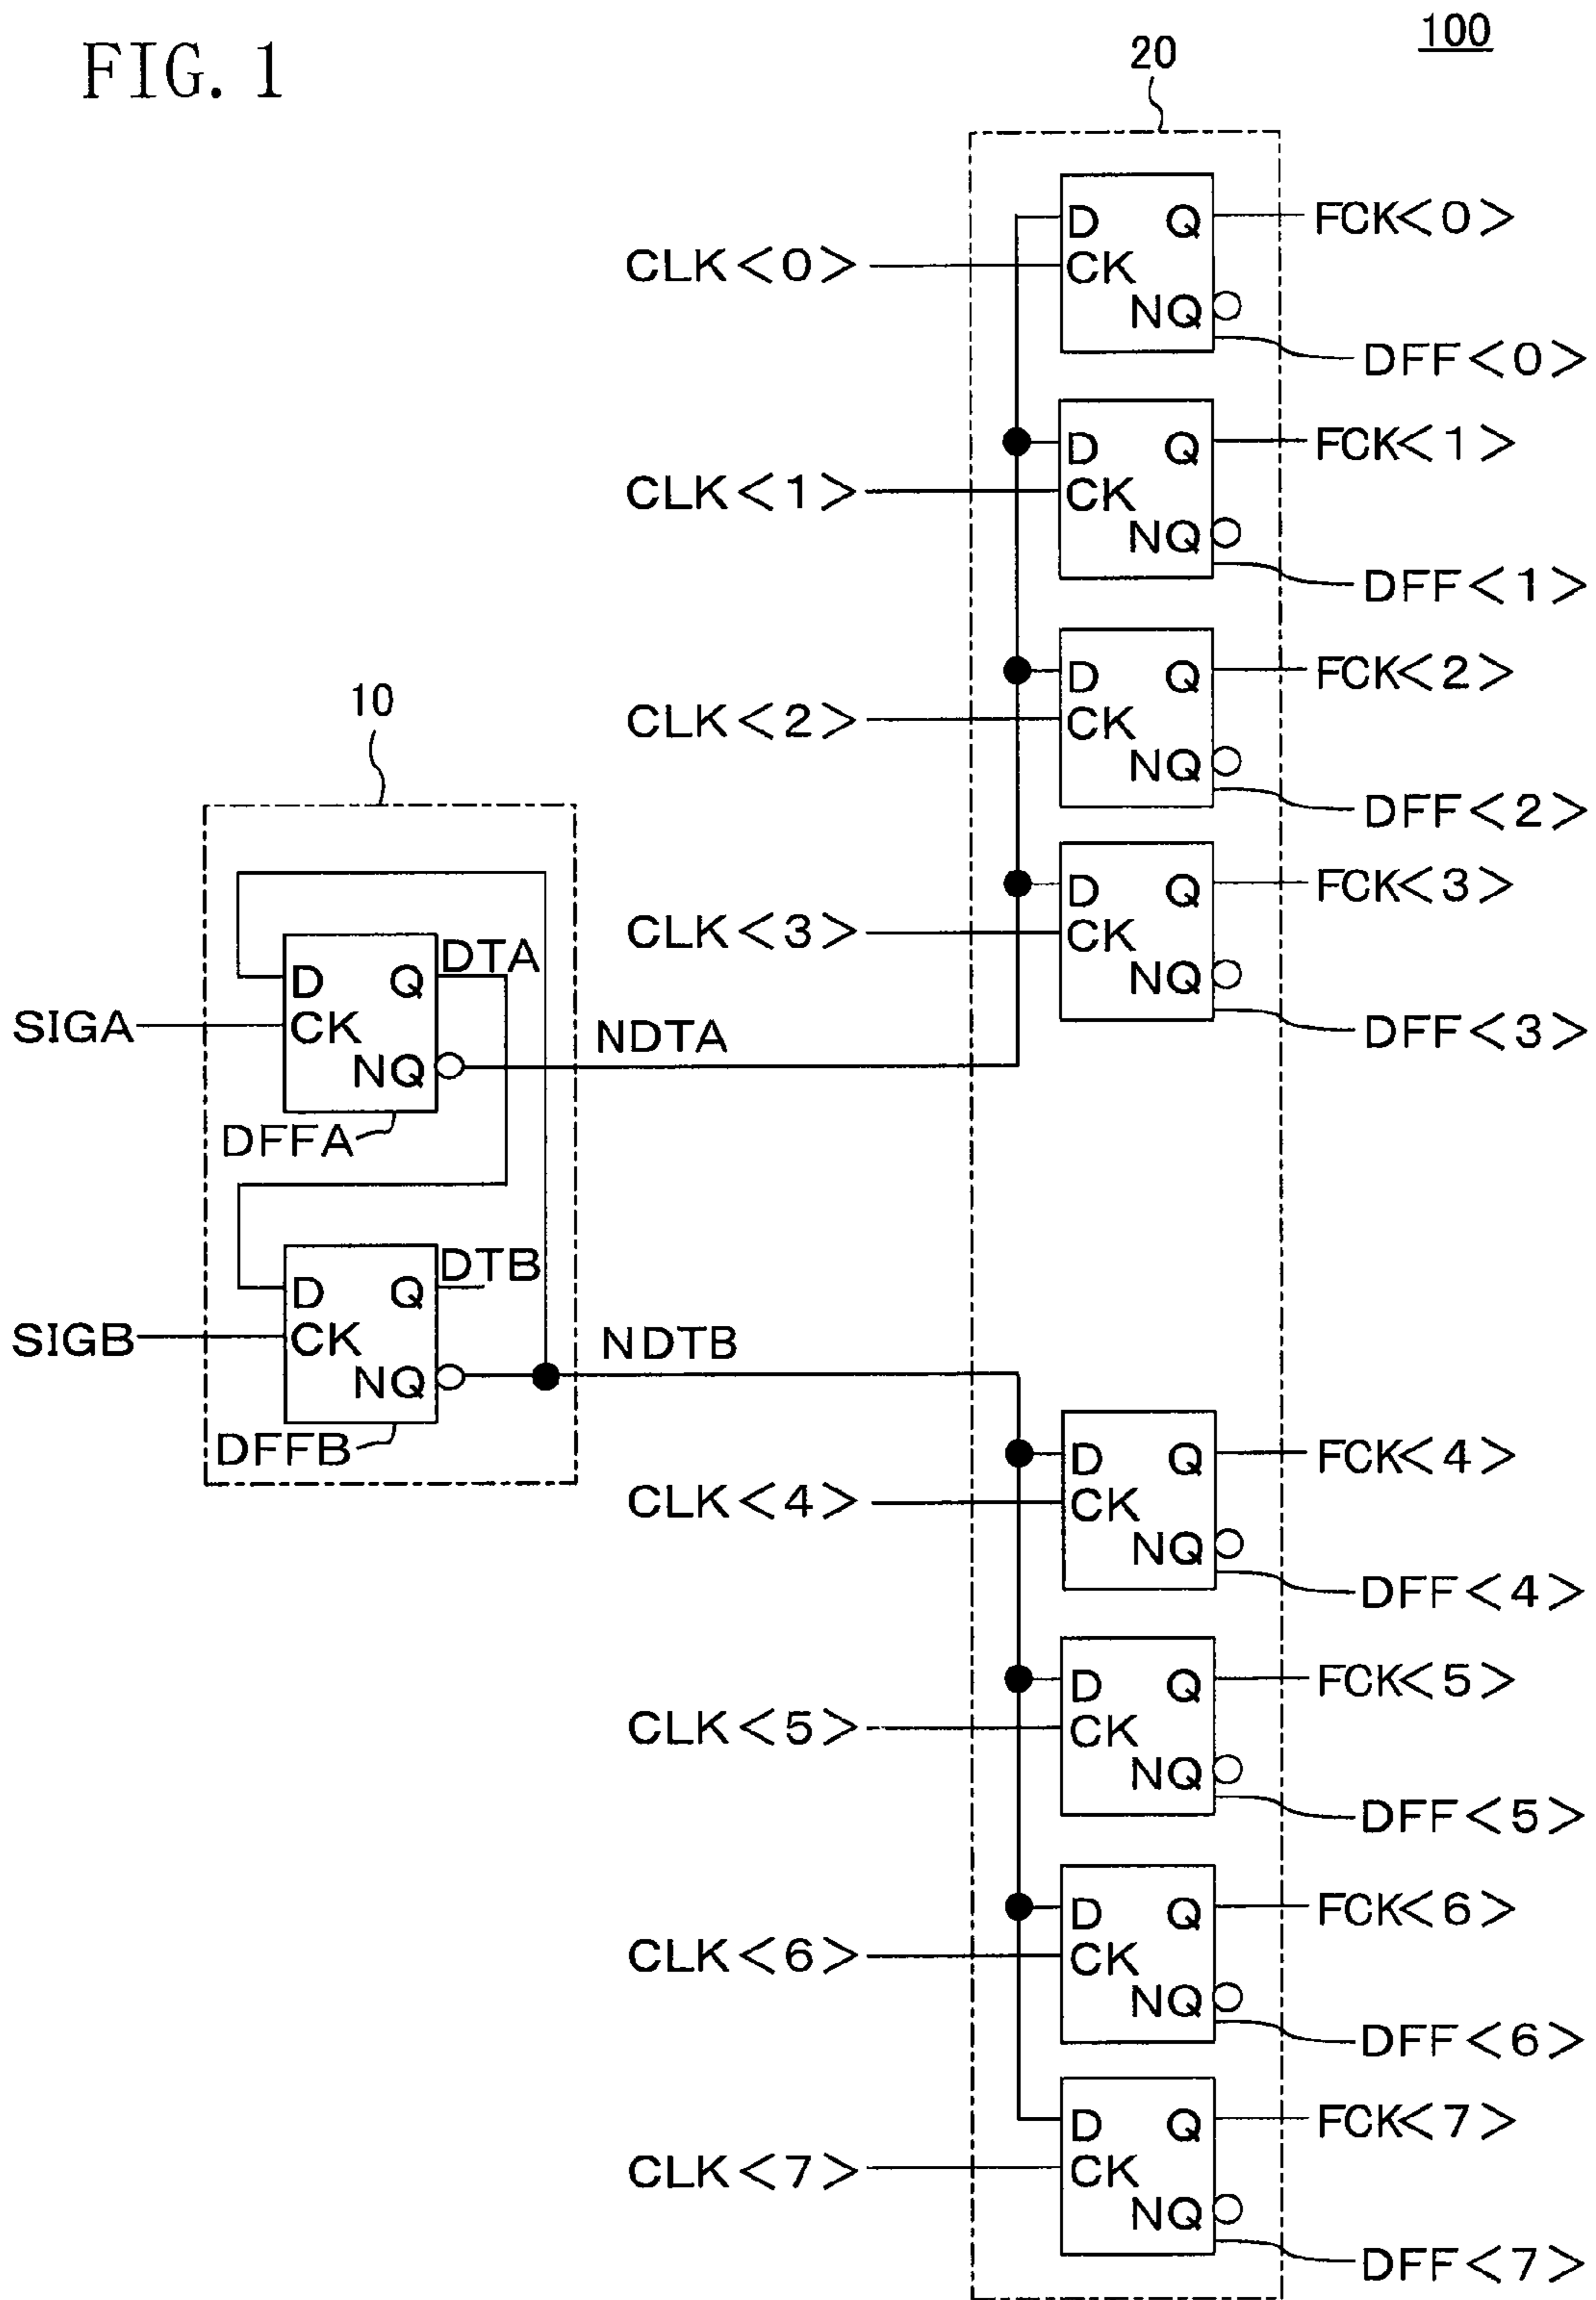 FIG. 1
100
20
D Q FCK<0>
CLK<0> CK
NQ
DFF<0>
D Q FCK<1>
CLK<1> CK
NQ
DFF<1>
D Q FCK<2>
10
CLK<2> CK
NQ
DFF<2>
D Q FCK<3>
CLK<3> CK
DTA
D Q
NQ
SIGA CK
DFF<3>
NDTA
NQ
DFFA
DTB
D Q
SIGB CK
NDTB
NQ
DFFB
D Q FCK<4>
CLK<4> CK
NQ
DFF<4>
D Q FCK<5>
CLK<5> CK
NQ
DFF<5>
D Q FCK<6>
CLK<6> CK
NQ
DFF<6>
D Q FCK<7>
CLK<7> CK
NQ
DFF<7>